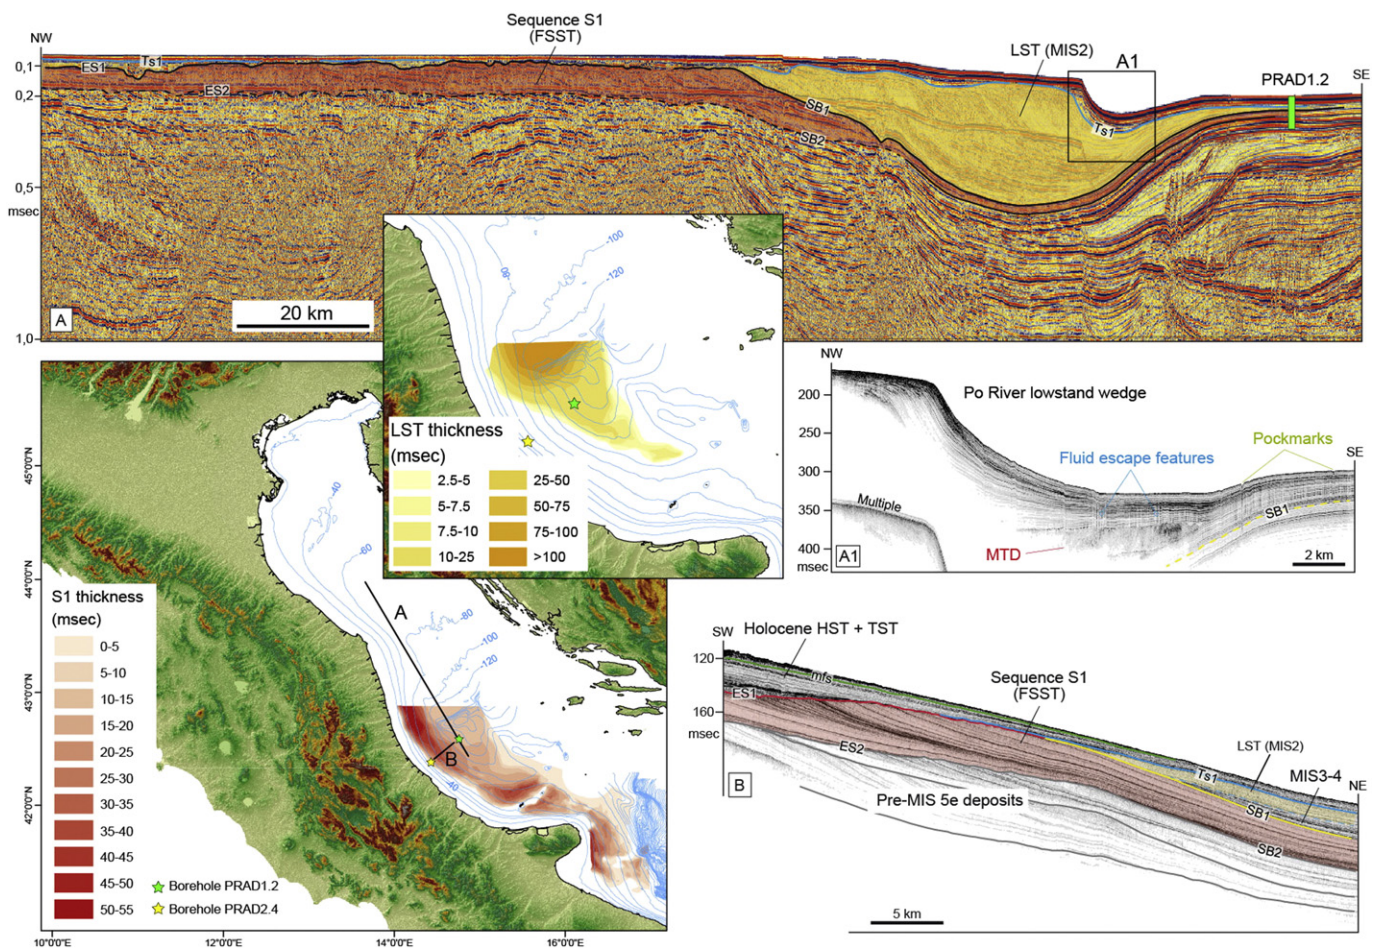 Sequence S1
(FSST)
NW
LST (MIS2)
A1
SE
PRAD1.2
0,1
ES1
Ts1
ES2
0,2
SB1
SB2
Ts1
0,5
msec
A
20 km
1,0
-100
-120
-80
LST thickness
(msec)
2.5-5
25-50
5-7.5
50-75
7.5-10
75-100
10-25
>100
NW
Po River lowstand wedge
200
250
Pockmarks
Fluid escape features
SE
300
Multiple
350
SB1
MTD
400
msec
A1
2 km
45°0'0"N
44°0'0"N
43°0'0"N
42°0'0"N
-40
-60
A
-80
-100
-120
B
-40
S1 thickness
(msec)
0-5
5-10
10-15
15-20
20-25
25-30
30-35
35-40
40-45
45-50
50-55
Borehole PRAD1.2
Borehole PRAD2.4
10°0'0"E
12°0'0"E
14°0'0"E
16°0'0"E
SW
Holocene HST + TST
120
mfs
Sequence S1
(FSST)
ES1
160
msec
ES2
LST (MIS2)
Ts1
MIS3-4
NE
B
Pre-MIS 5e deposits
SB1
SB2
5 km